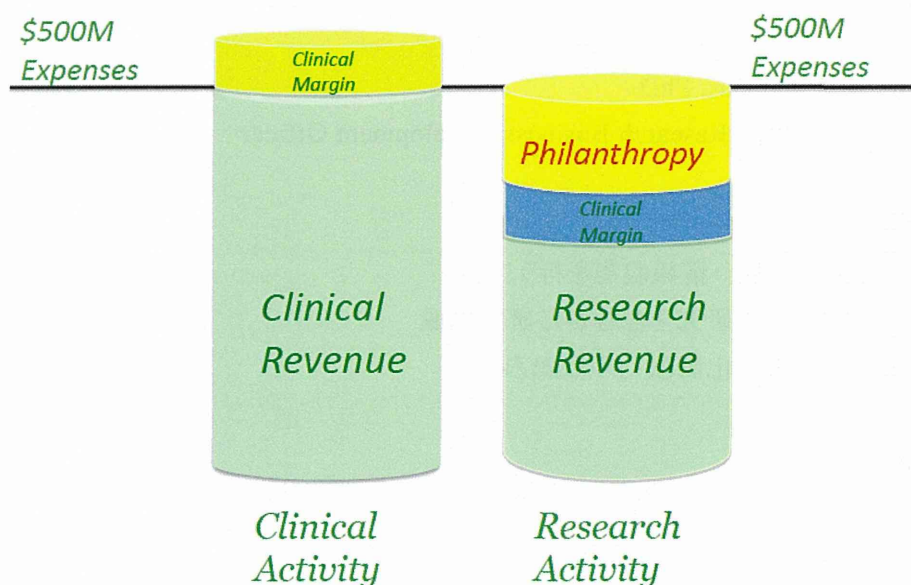 $500M
Expenses
Clinical
Margin
$500M
Expenses
Philanthropy
Clinical
Margin
Clinical
Revenue
Research
Revenue
Clinical
Activity
Research
Activity